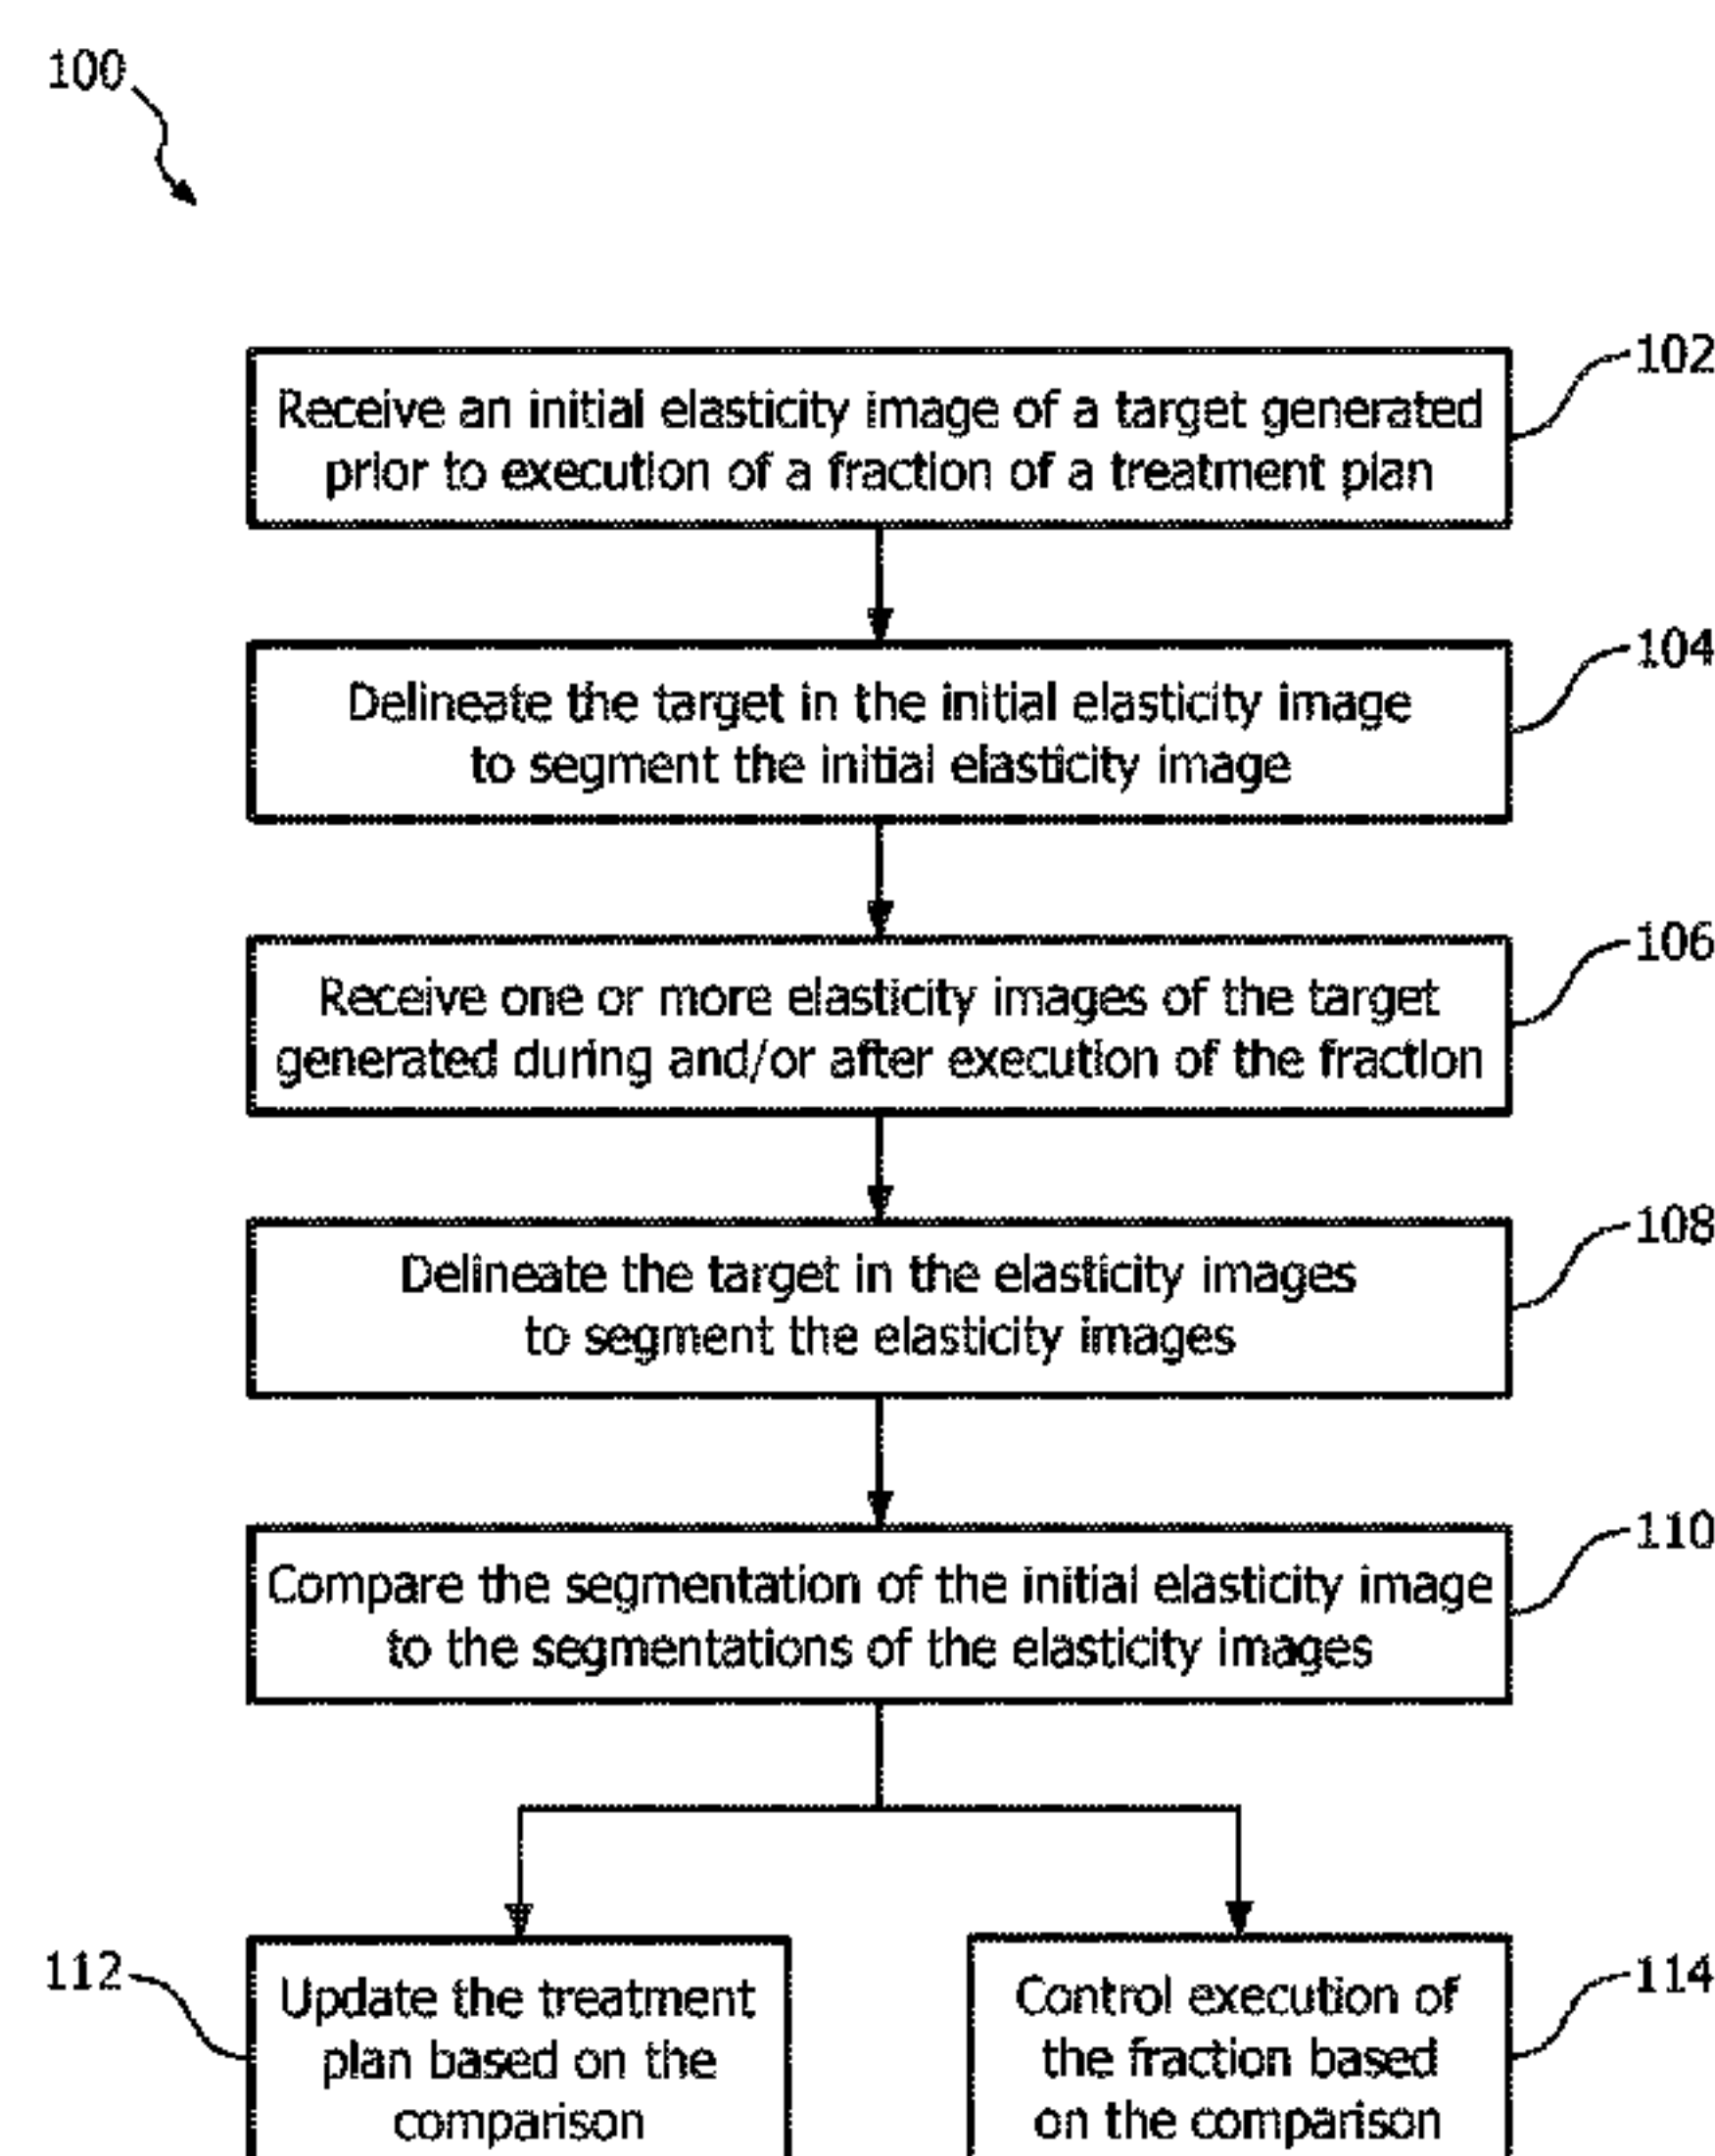 100
102
Receive an initial elasticity image of a target generated
prior to execution of a fraction of a treatment plan
104
Delineate the target in the initial elasticity image
to segment the initial elasticity image
106
Receive one or more elasticity images of the target
generated during and/or after execution of the fraction
108
Delineate the target in the elasticity images
to segment the elasticity images
110
Compare the segmentation of the initial elasticity image
to the segmentations of the elasticity images
112
Update the treatment
plan based on the
comparison
114
Control execution of
the fraction based
on the comparison